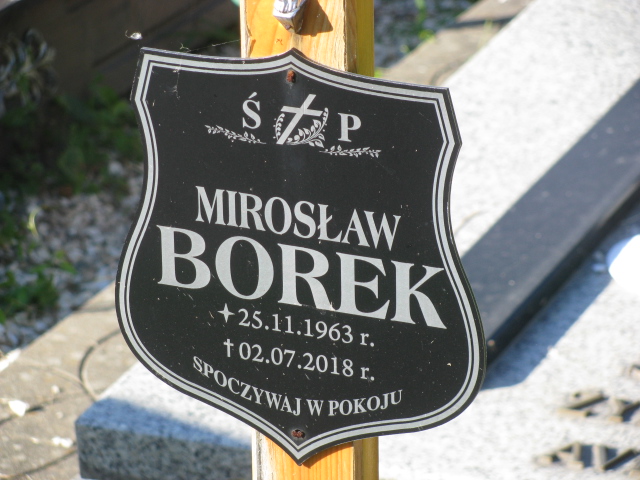 Ś P
MIROSŁAW
BOREK
25.11.1963 r.
† 02.07.2018 r.
SPOCZYWAJ W POKOJU